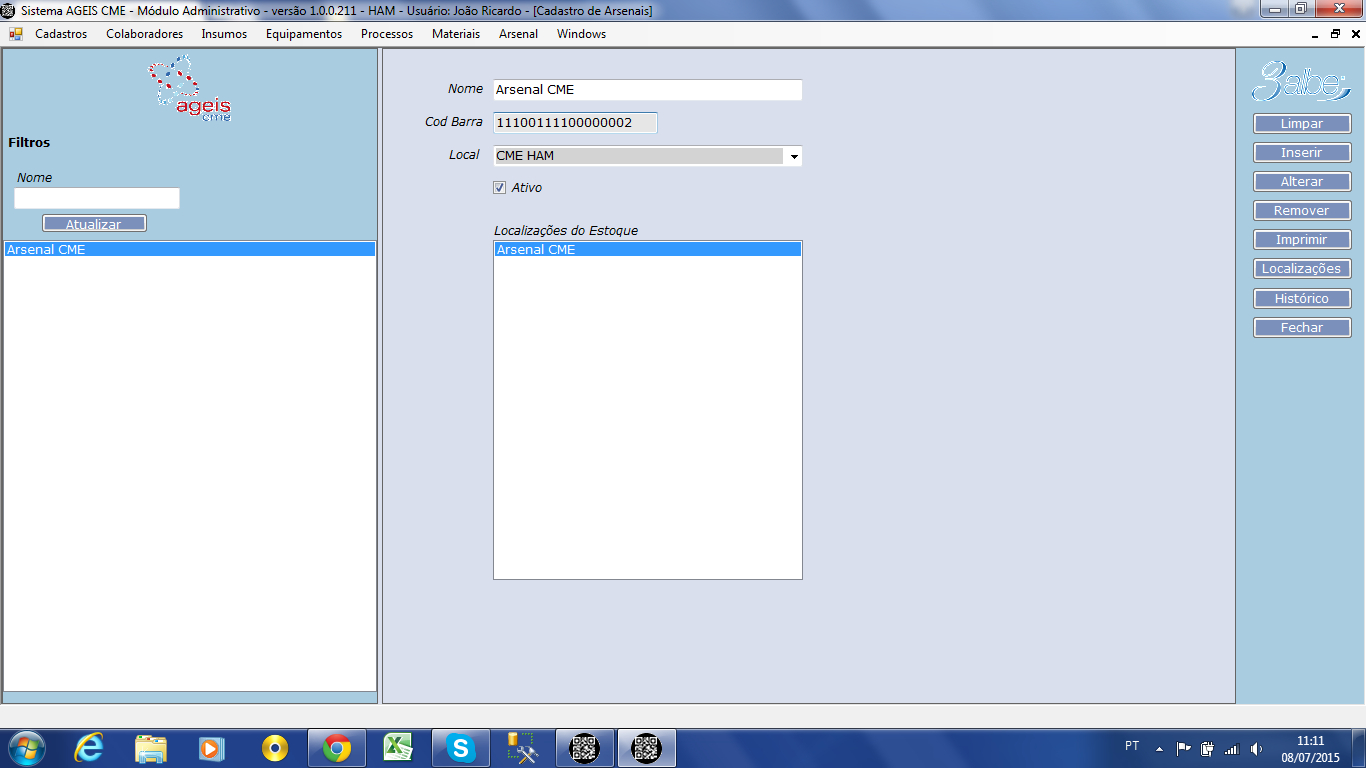 Sistema AGEIS CME - Módulo Administrativo - versão 1.0.0.211 - HAM - Usuário: João Ricardo - [Cadastro de Arsenais]
Cadastros Colaboradores Insumos Equipamentos Processos Materiais Arsenal Windows
ageis
cme
Filtros
Nome
Atualizar
Arsenal CME
Nome Arsenal CME
Cod Barra 11100111100000002
Local CME HAM
Ativo
Localizações do Estoque
Arsenal CME
3albe
Limpar
Inserir
Alterar
Remover
Imprimir
Localizações
Histórico
Fechar
PT
11:11
08/07/2015